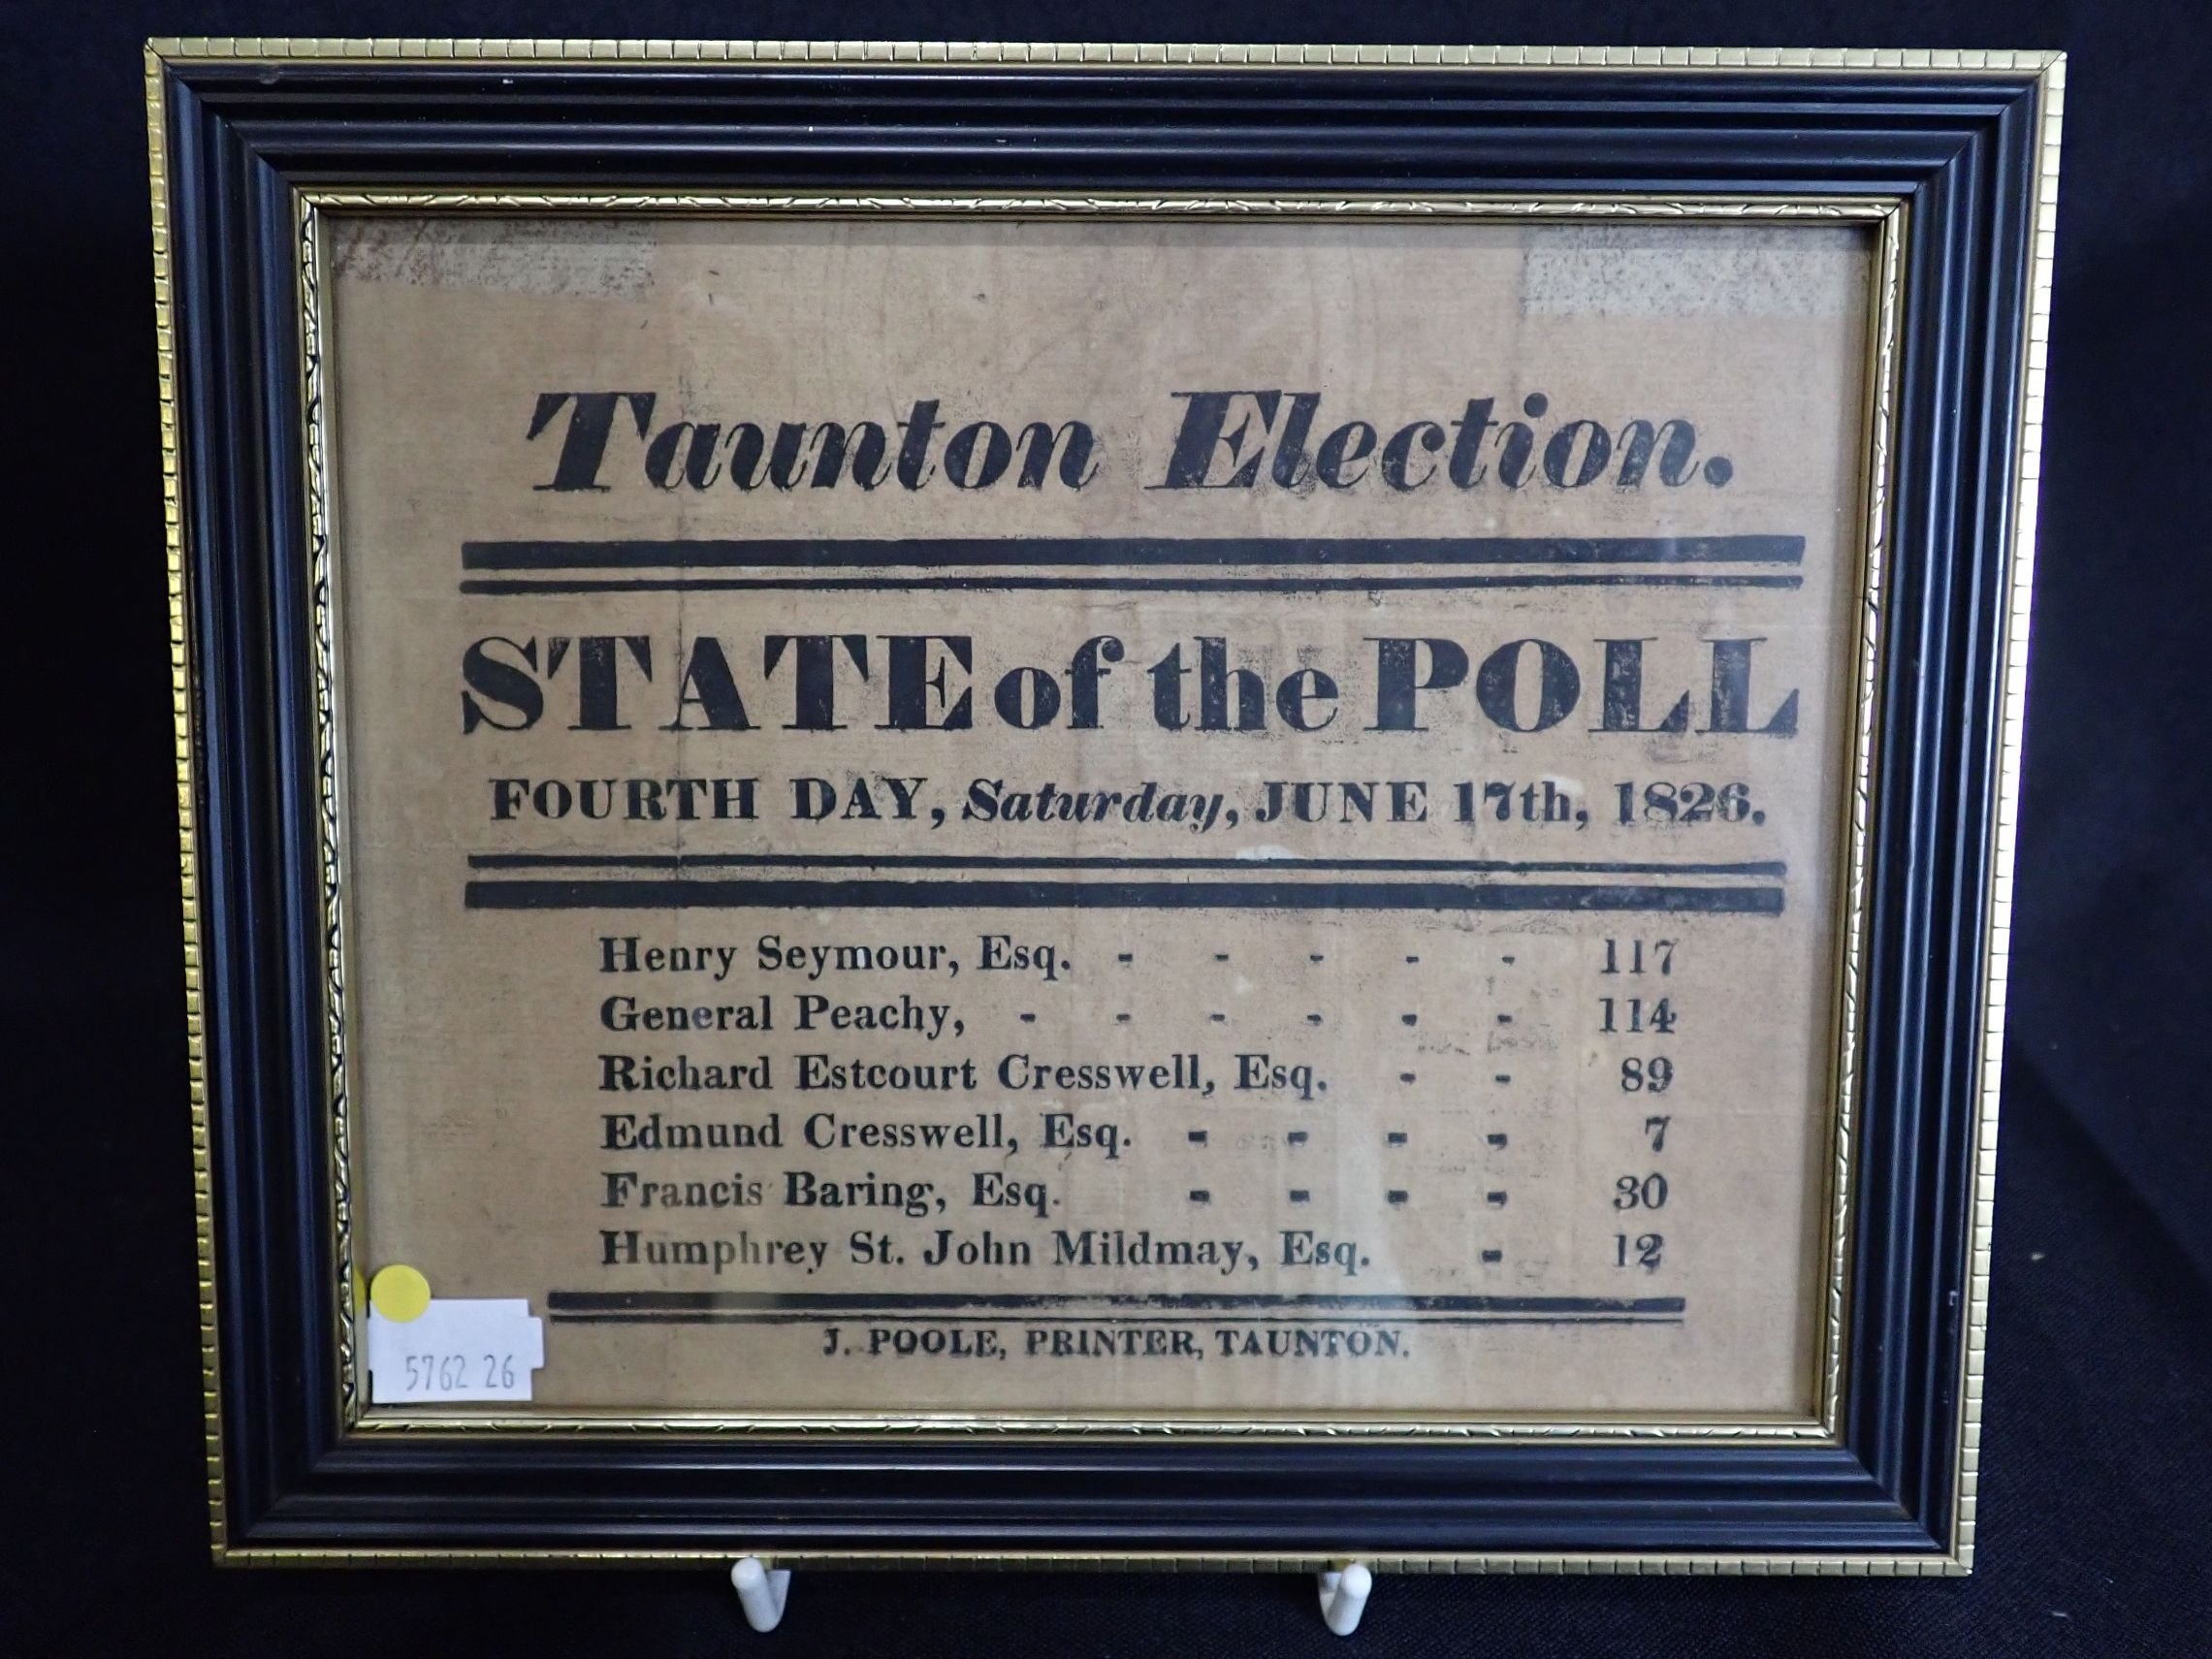 Taunton Election.
STATE of the POLL
FOURTH DAY, Saturday, JUNE 17th, 1826.
Henry Seymour, Esq. - - - - - 117
General Peachy, - - - - - - 114
Richard Estcourt Cresswell, Esq. - - 89
Edmund Cresswell, Esq. - - - - 7
Francis Baring, Esq. - - - - 30
Humphrey St. John Mildmay, Esq. - 12
J. POOLE, PRINTER, TAUNTON.
5762 26